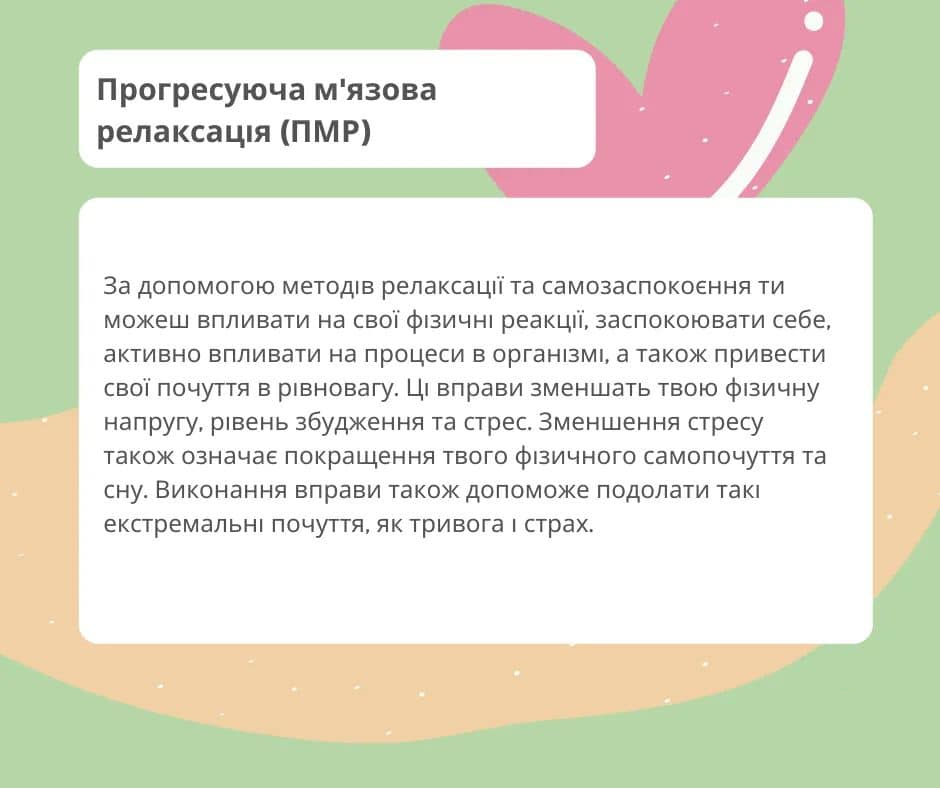 Прогресуюча м'язова
релаксація (ПМР)
За допомогою методів релаксації та самозаспокоєння ти
можеш впливати на свої фізичні реакції, заспокоювати себе,
активно впливати на процеси в організмі, а також привести
свої почуття в рівновагу. Ці вправи зменшать твою фізичну
напругу, рівень збудження та стрес. Зменшення стресу
також означає покращення твого фізичного самопочуття та
сну. Виконання вправи також допоможе подолати такі
екстремальні почуття, як тривога і страх.